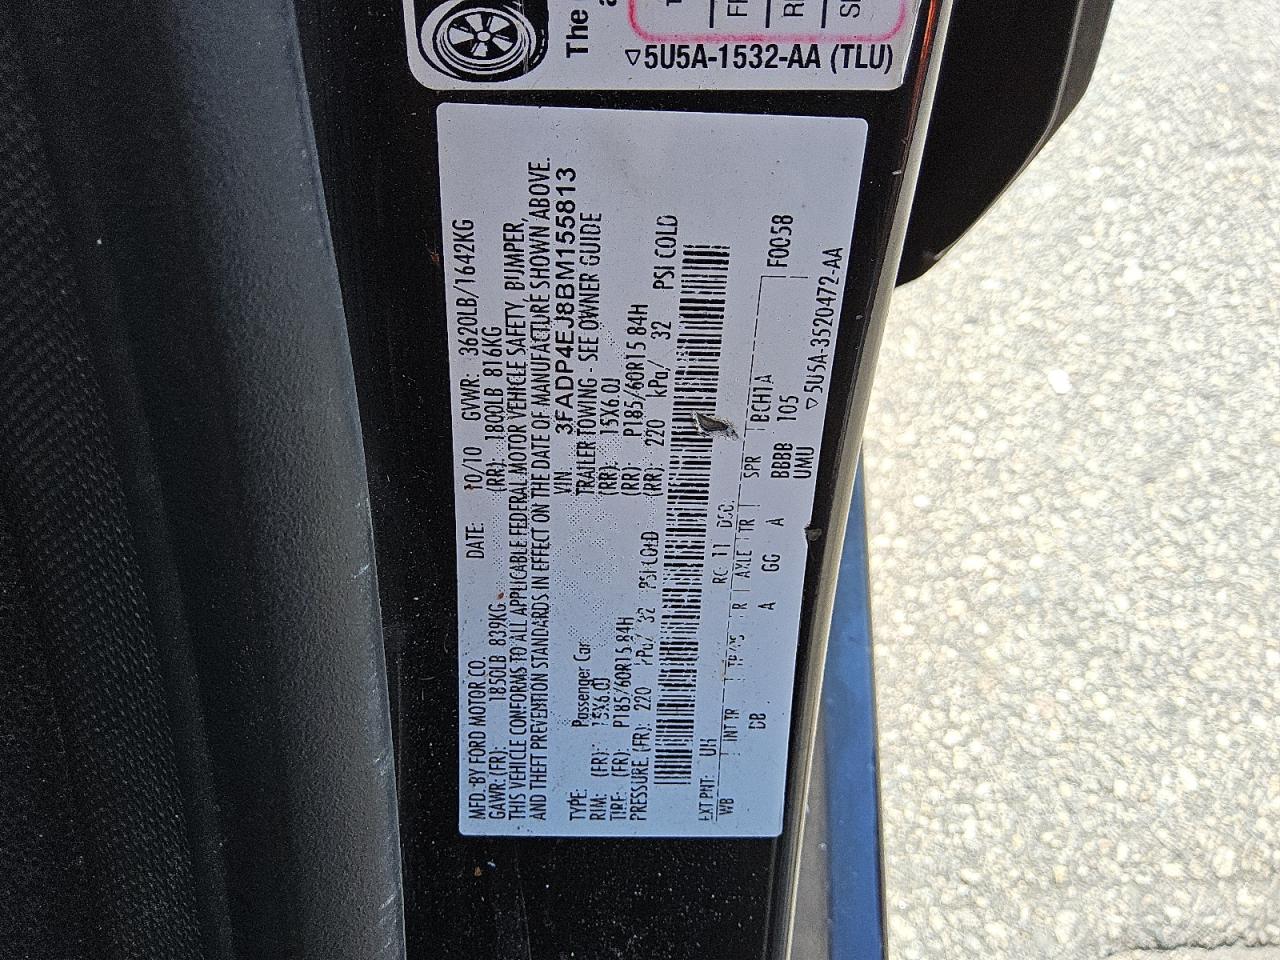 The
5U5A-1532-AA (TLU)
MFD. BY FORD MOTOR CO.
DATE: 10/10 GVWR: 3620LB/1642KG
GAWR: (FR): 1850LB 839KG (RR): 1800LB 816KG
THIS VEHICLE CONFORMS TO ALL APPLICABLE FEDERAL MOTOR VEHICLE SAFETY, BUMPER,
AND THEFT PREVENTION STANDARDS IN EFFECT ON THE DATE OF MANUFACTURE SHOWN ABOVE.
VIN: 3FADP4EJ8BM155813
TYPE: Passenger Car TRAILER TOWING - SEE OWNER GUIDE
RIM: (FR): 15X6.0J (RR): 15X6.0J
TIRE: (FR): P185/60R15 84H (RR): P185/60R15 84H
PRESSURE (FR): 220 kPa/ 32 PSI COLD (RR): 220 kPa/ 32 PSI COLD
EXT PNT: RC: 11 DSO:
WB INT TR R AXLE TR SPR BCH1A
DB A GG A BBBB 105 F0058
UMU
5U5A-3520472-AA